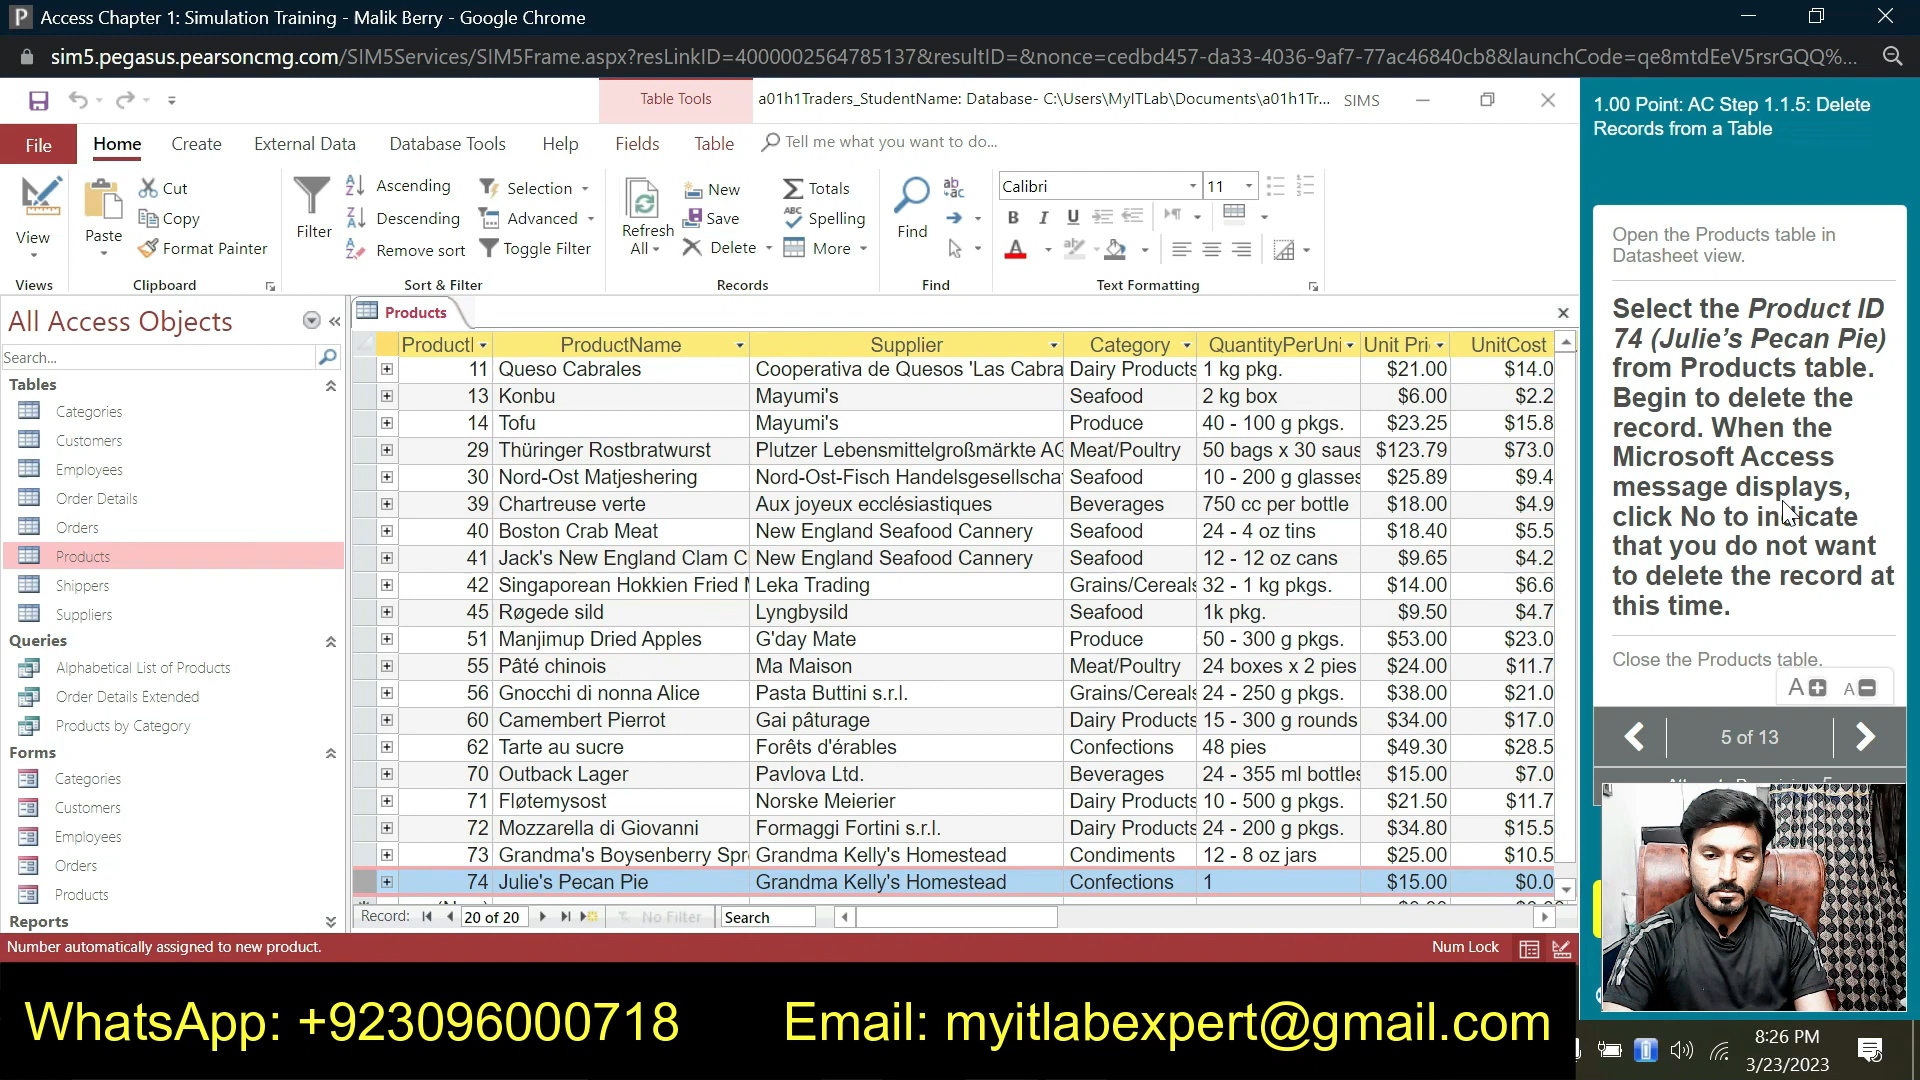 Access Chapter 1: Simulation Training - Malik Berry - Google Chrome
sim5.pegasus.pearsoncmg.com/SIM5Services/SIM5Frame.aspx?resLinkID=4000002564785137&resultID=&nonce=cedbd457-da33-4036-9af7-77ac46840cb8&launchCode=qe8mtdEeV5rsrGQQ%...
Table Tools
a01h1Traders_StudentName: Database- C:\Users\MyITLab\Documents\a01h1Tr...
SIMS
File Home Create External Data Database Tools Help Fields Table Tell me what you want to do...
View
Views
Paste
Cut
Copy
Format Painter
Clipboard
Filter
Ascending
Descending
Remove sort
Selection
Advanced
Toggle Filter
Sort & Filter
Refresh
All
New
Save
Delete
Totals
Spelling
More
Records
Find
Find
Calibri 11
B I U
Text Formatting
All Access Objects
Search...
Tables
Categories
Customers
Employees
Order Details
Orders
Products
Shippers
Suppliers
Queries
Alphabetical List of Products
Order Details Extended
Products by Category
Forms
Categories
Customers
Employees
Orders
Products
Reports
Products
ProductI ProductName Supplier Category QuantityPerUni Unit Pri UnitCost
11 Queso Cabrales Cooperativa de Quesos 'Las Cabra Dairy Products 1 kg pkg. $21.00 $14.0
13 Konbu Mayumi's Seafood 2 kg box $6.00 $2.2
14 Tofu Mayumi's Produce 40 - 100 g pkgs. $23.25 $15.8
29 Thüringer Rostbratwurst Plutzer Lebensmittelgroßmärkte AG Meat/Poultry 50 bags x 30 saus $123.79 $73.0
30 Nord-Ost Matjeshering Nord-Ost-Fisch Handelsgesellscha Seafood 10 - 200 g glasses $25.89 $9.4
39 Chartreuse verte Aux joyeux ecclésiastiques Beverages 750 cc per bottle $18.00 $4.9
40 Boston Crab Meat New England Seafood Cannery Seafood 24 - 4 oz tins $18.40 $5.5
41 Jack's New England Clam C New England Seafood Cannery Seafood 12 - 12 oz cans $9.65 $4.2
42 Singaporean Hokkien Fried Leka Trading Grains/Cereals 32 - 1 kg pkgs. $14.00 $6.6
45 Røgede sild Lyngbysild Seafood 1k pkg. $9.50 $4.7
51 Manjimup Dried Apples G'day Mate Produce 50 - 300 g pkgs. $53.00 $23.0
55 Pâté chinois Ma Maison Meat/Poultry 24 boxes x 2 pies $24.00 $11.7
56 Gnocchi di nonna Alice Pasta Buttini s.r.l. Grains/Cereals 24 - 250 g pkgs. $38.00 $21.0
60 Camembert Pierrot Gai pâturage Dairy Products 15 - 300 g rounds $34.00 $17.0
62 Tarte au sucre Forêts d'érables Confections 48 pies $49.30 $28.5
70 Outback Lager Pavlova Ltd. Beverages 24 - 355 ml bottles $15.00 $7.0
71 Fløtemysost Norske Meierier Dairy Products 10 - 500 g pkgs. $21.50 $11.7
72 Mozzarella di Giovanni Formaggi Fortini s.r.l. Dairy Products 24 - 200 g pkgs. $34.80 $15.5
73 Grandma's Boysenberry Spr Grandma Kelly's Homestead Condiments 12 - 8 oz jars $25.00 $10.5
74 Julie's Pecan Pie Grandma Kelly's Homestead Confections 1 $15.00 $0.0
Record: 20 of 20 No Filter Search
Number automatically assigned to new product.
Num Lock
1.00 Point: AC Step 1.1.5: Delete
Records from a Table
Open the Products table in
Datasheet view.
Select the Product ID
74 (Julie's Pecan Pie)
from Products table.
Begin to delete the
record. When the
Microsoft Access
message displays,
click No to indicate
that you do not want
to delete the record at
this time.
Close the Products table.
A A
5 of 13
WhatsApp: +923096000718 Email: myitlabexpert@gmail.com
8:26 PM
3/23/2023